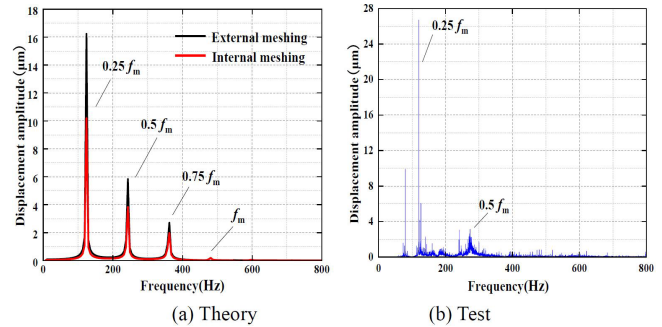 (a)
18
16
14
12
10
8
6
4
2
0
Displacement amplitude (μm)
External meshing
Internal meshing
0.25 fm
0.5 fm
0.75 fm
fm
0 200 400 600 800
Frequency(Hz)
(a) Theory
(b)
28
24
20
16
12
8
4
0
Displacement amplitude (μm)
0.25 fm
0.5 fm
0 200 400 600 800
Frequency(Hz)
(b) Test